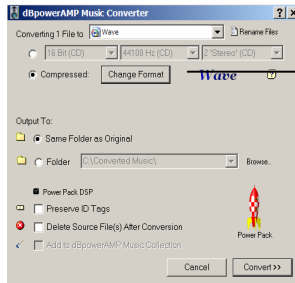 dBpowerAMP Music Converter
Converting 1 File to Wave Rename Files
16 Bit (CD) 44100 Hz (CD) 2 'Stereo' (CD)
Compressed: Change Format Wave
Output To:
Same Folder as Original
Folder C:\Converted Music\ Browse..
Power Pack DSP
Preserve ID Tags
Delete Source File(s) After Conversion
Power Pack
Add to dBpowerAMP Music Collection
Cancel Convert >>